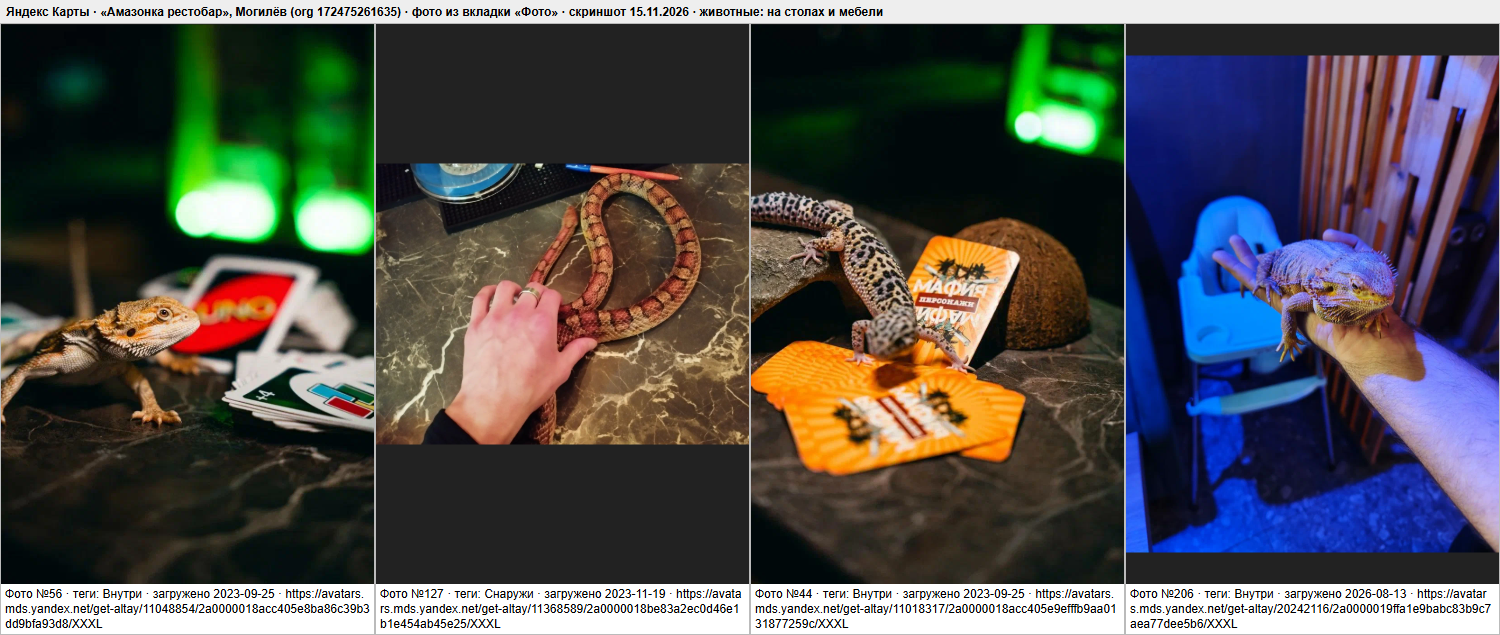 Яндекс Карты · «Амазонка рестобар», Могилёв (org 172475261635) · фото из вкладки «Фото» · скриншот 15.11.2026 · животные: на столах и мебели
UNO
+4
МАФИЯ
ПЕРСОНАЖИ
МАФИЯ
Фото №56 · теги: Внутри · загружено 2023-09-25 · https://avatars.
mds.yandex.net/get-altay/11048854/2a0000018acc405e8ba86c39b3
dd9bfa93d8/XXXL
Фото №127 · теги: Снаружи · загружено 2023-11-19 · https://avata
rs.mds.yandex.net/get-altay/11368589/2a0000018be83a2ec0d46e1
b1e454ab45e25/XXXL
Фото №44 · теги: Внутри · загружено 2023-09-25 · https://avatars.
mds.yandex.net/get-altay/11018317/2a0000018acc405e9efffb9aa01
31877259c/XXXL
Фото №206 · теги: Внутри · загружено 2026-08-13 · https://avatar
s.mds.yandex.net/get-altay/20242116/2a0000019ffa1e9babc83b9c7
aea77dee5b6/XXXL